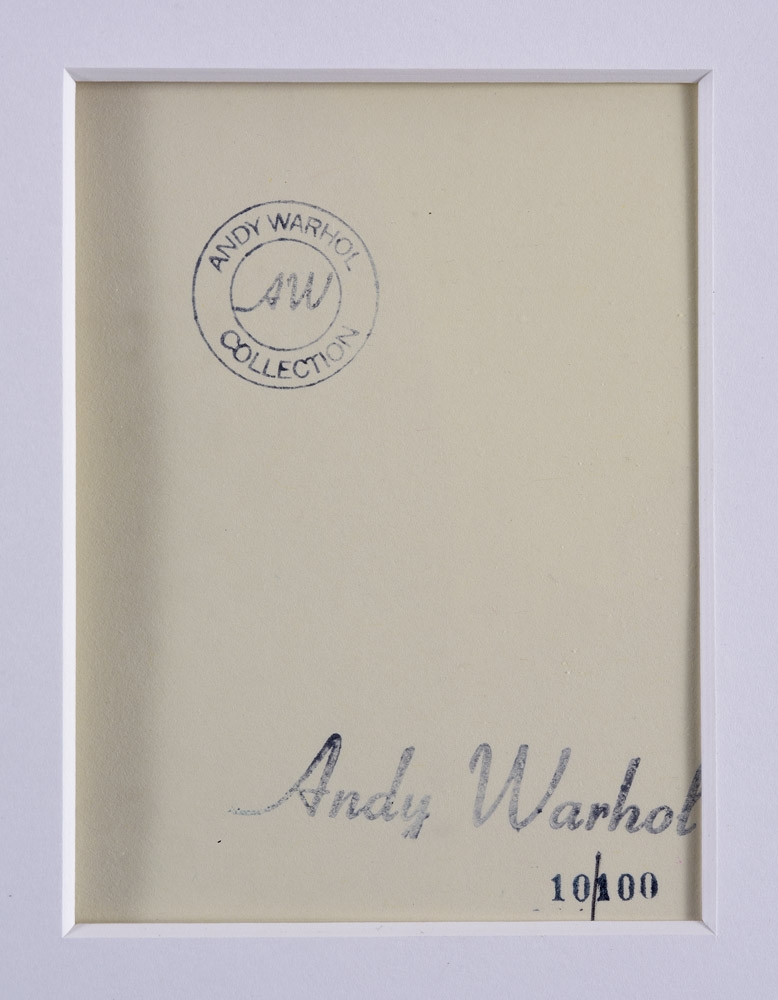 ANDY WARHOL
AW
COLLECTION
Andy Warhol
10/100